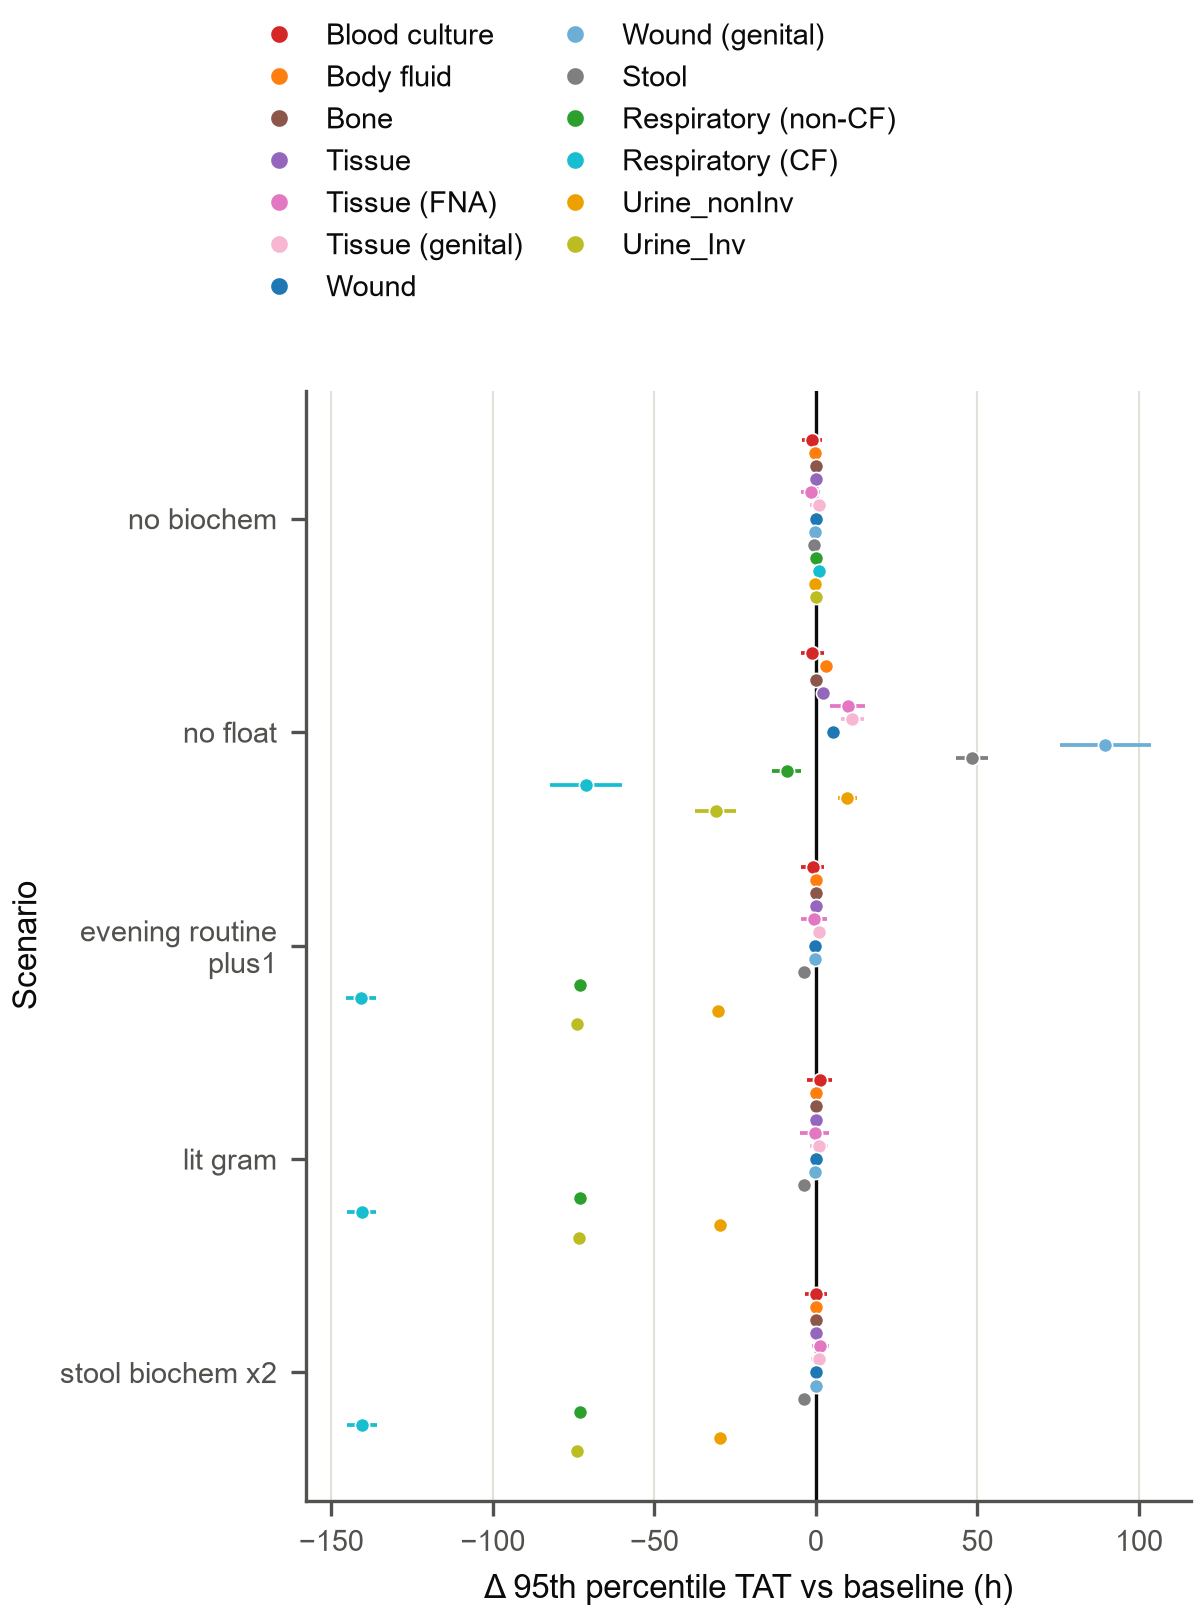 Blood culture
Body fluid
Bone
Tissue
Tissue (FNA)
Tissue (genital)
Wound
Wound (genital)
Stool
Respiratory (non-CF)
Respiratory (CF)
Urine_nonInv
Urine_Inv
Scenario
no biochem
no float
evening routine
plus1
lit gram
stool biochem x2
−150
−100
−50
0
50
100
Δ 95th percentile TAT vs baseline (h)